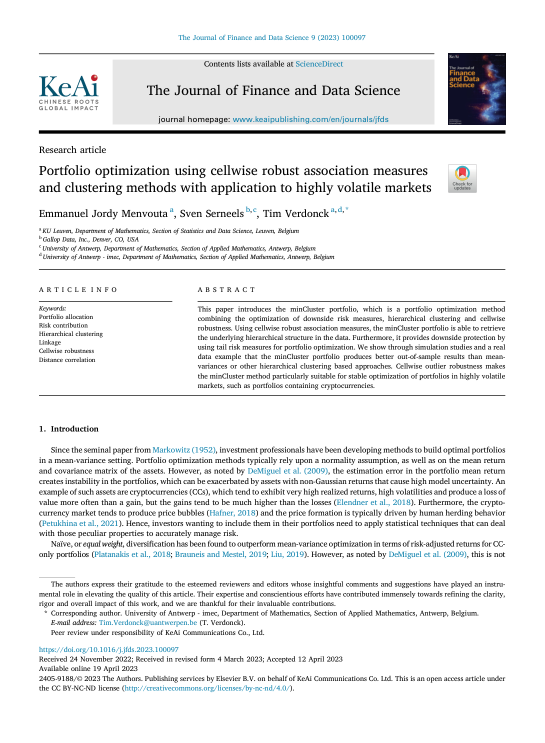 The Journal of Finance and Data Science 9 (2023) 100097
Contents lists available at ScienceDirect
KeAi
CHINESE ROOTS
GLOBAL IMPACT
The Journal of Finance and Data Science
journal homepage: www.keaipublishing.com/en/journals/jfds
The Journal of
Finance
and Data
Science
Research article
Portfolio optimization using cellwise robust association measures
and clustering methods with application to highly volatile markets
Check for
updates
Emmanuel Jordy Menvouta a, Sven Serneels b,c, Tim Verdonck a,d,*
a KU Leuven, Department of Mathematics, Section of Statistics and Data Science, Leuven, Belgium
b Gallop Data, Inc., Denver, CO, USA
c University of Antwerp, Department of Mathematics, Section of Applied Mathematics, Antwerp, Belgium
d University of Antwerp - imec, Department of Mathematics, Section of Applied Mathematics, Antwerp, Belgium
ARTICLE INFO
Keywords:
Portfolio allocation
Risk contribution
Hierarchical clustering
Linkage
Cellwise robustness
Distance correlation
ABSTRACT
This paper introduces the minCluster portfolio, which is a portfolio optimization method
combining the optimization of downside risk measures, hierarchical clustering and cellwise
robustness. Using cellwise robust association measures, the minCluster portfolio is able to retrieve
the underlying hierarchical structure in the data. Furthermore, it provides downside protection by
using tail risk measures for portfolio optimization. We show through simulation studies and a real
data example that the minCluster portfolio produces better out-of-sample results than mean-
variances or other hierarchical clustering based approaches. Cellwise outlier robustness makes
the minCluster method particularly suitable for stable optimization of portfolios in highly volatile
markets, such as portfolios containing cryptocurrencies.
1. Introduction
Since the seminal paper from Markowitz (1952), investment professionals have been developing methods to build optimal portfolios
in a mean-variance setting. Portfolio optimization methods typically rely upon a normality assumption, as well as on the mean return
and covariance matrix of the assets. However, as noted by DeMiguel et al. (2009), the estimation error in the portfolio mean return
creates instability in the portfolios, which can be exacerbated by assets with non-Gaussian returns that cause high model uncertainty. An
example of such assets are cryptocurrencies (CCs), which tend to exhibit very high realized returns, high volatilities and produce a loss of
value more often than a gain, but the gains tend to be much higher than the losses (Elendner et al., 2018). Furthermore, the crypto-
currency market tends to produce price bubbles (Hafner, 2018) and the price formation is typically driven by human herding behavior
(Petukhina et al., 2021). Hence, investors wanting to include them in their portfolios need to apply statistical techniques that can deal
with those peculiar properties to accurately manage risk.
Naïve, or equal weight, diversification has been found to outperform mean-variance optimization in terms of risk-adjusted returns for CC-
only portfolios (Platanakis et al., 2018; Brauneis and Mestel, 2019; Liu, 2019). However, as noted by DeMiguel et al. (2009), this is not
The authors express their gratitude to the esteemed reviewers and editors whose insightful comments and suggestions have played an instru-
mental role in elevating the quality of this article. Their expertise and conscientious efforts have contributed immensely towards refining the clarity,
rigor and overall impact of this work, and we are thankful for their invaluable contributions.
* Corresponding author. University of Antwerp - imec, Department of Mathematics, Section of Applied Mathematics, Antwerp, Belgium.
E-mail address: Tim.Verdonck@uantwerpen.be (T. Verdonck).
Peer review under responsibility of KeAi Communications Co., Ltd.
https://doi.org/10.1016/j.jfds.2023.100097
Received 24 November 2022; Received in revised form 4 March 2023; Accepted 12 April 2023
Available online 19 April 2023
2405-9188/© 2023 The Authors. Publishing services by Elsevier B.V. on behalf of KeAi Communications Co. Ltd. This is an open access article under
the CC BY-NC-ND license (http://creativecommons.org/licenses/by-nc-nd/4.0/).